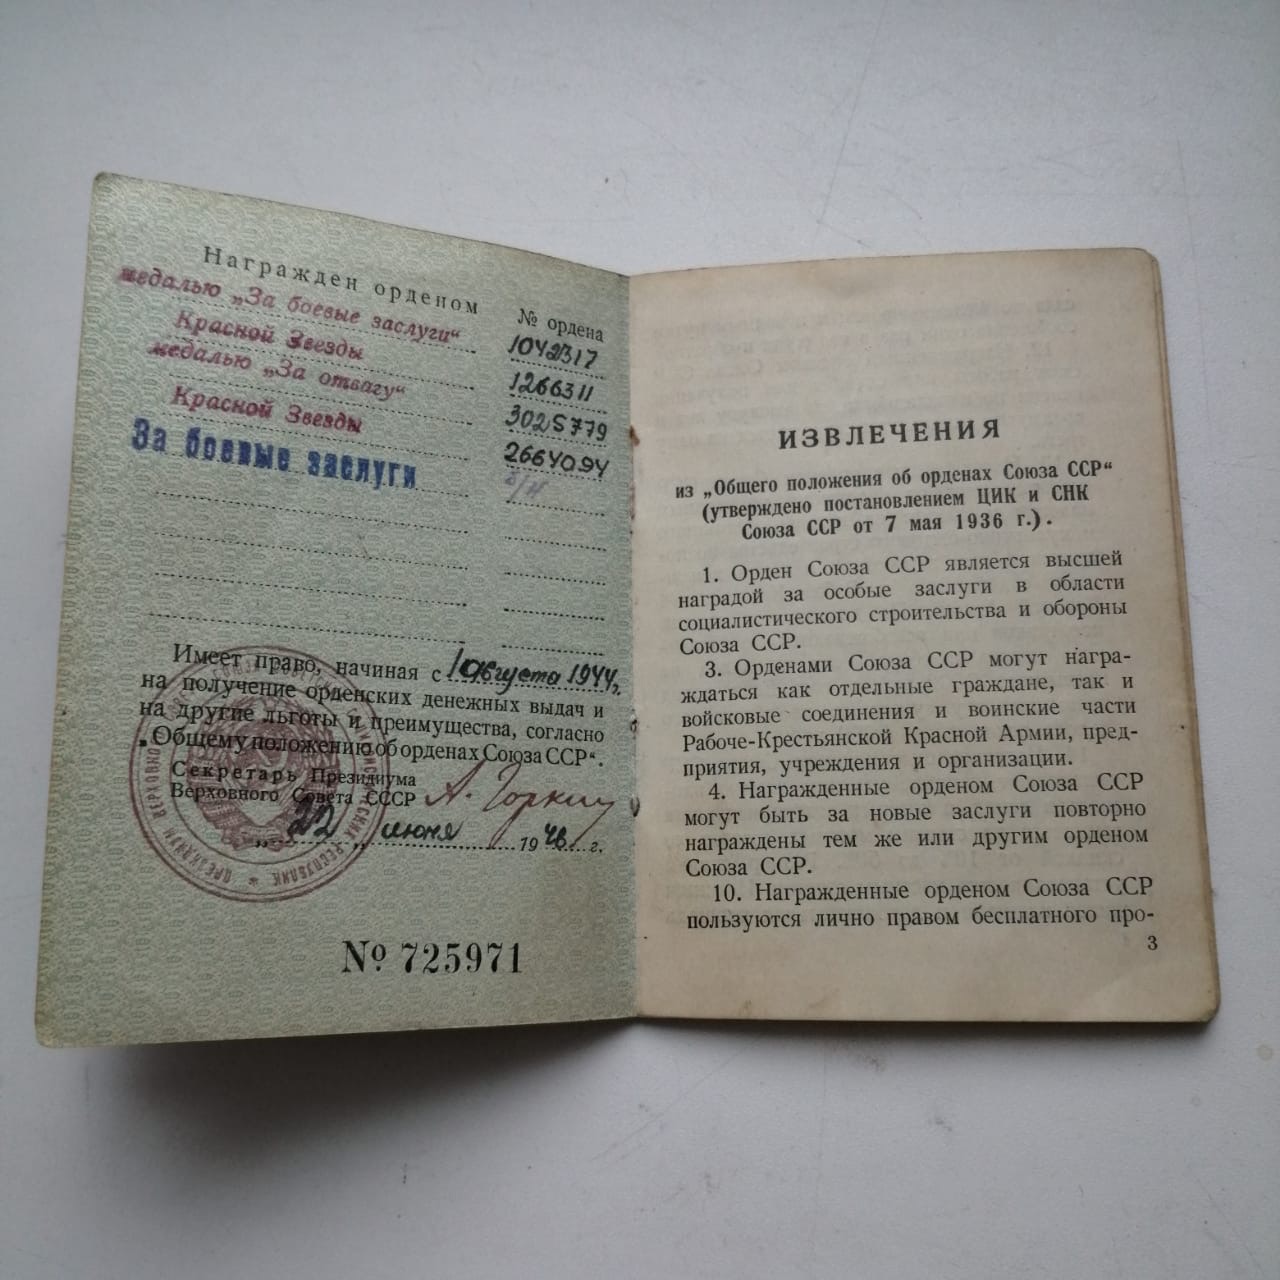 Награжден орденом
№ ордена
медалью „За боевые заслуги“ 1042317
Красной Звезды 1266311
медалью „За отвагу“ 3025779
Красной Звезды 2664094
За боевые заслуги б/н
Имеет право, начиная с 1 августа 1944 г.
на получение орденских денежных выдач и
на другие льготы и преимущества, согласно
„Общему положению об орденах Союза ССР“.
Секретарь Президиума
Верховного Совета СССР А. Горкин
„22„ июня 1946 г.
№ 725971
ИЗВЛЕЧЕНИЯ
из „Общего положения об орденах Союза ССР“
(утверждено постановлением ЦИК и СНК
Союза ССР от 7 мая 1936 г.).
1. Орден Союза ССР является высшей
наградой за особые заслуги в области
социалистического строительства и обороны
Союза ССР.
3. Орденами Союза ССР могут награ-
ждаться как отдельные граждане, так и
войсковые соединения и воинские части
Рабоче-Крестьянской Красной Армии, пред-
приятия, учреждения и организации.
4. Награжденные орденом Союза ССР
могут быть за новые заслуги повторно
награждены тем же или другим орденом
Союза ССР.
10. Награжденные орденом Союза ССР
пользуются лично правом бесплатного про-
3